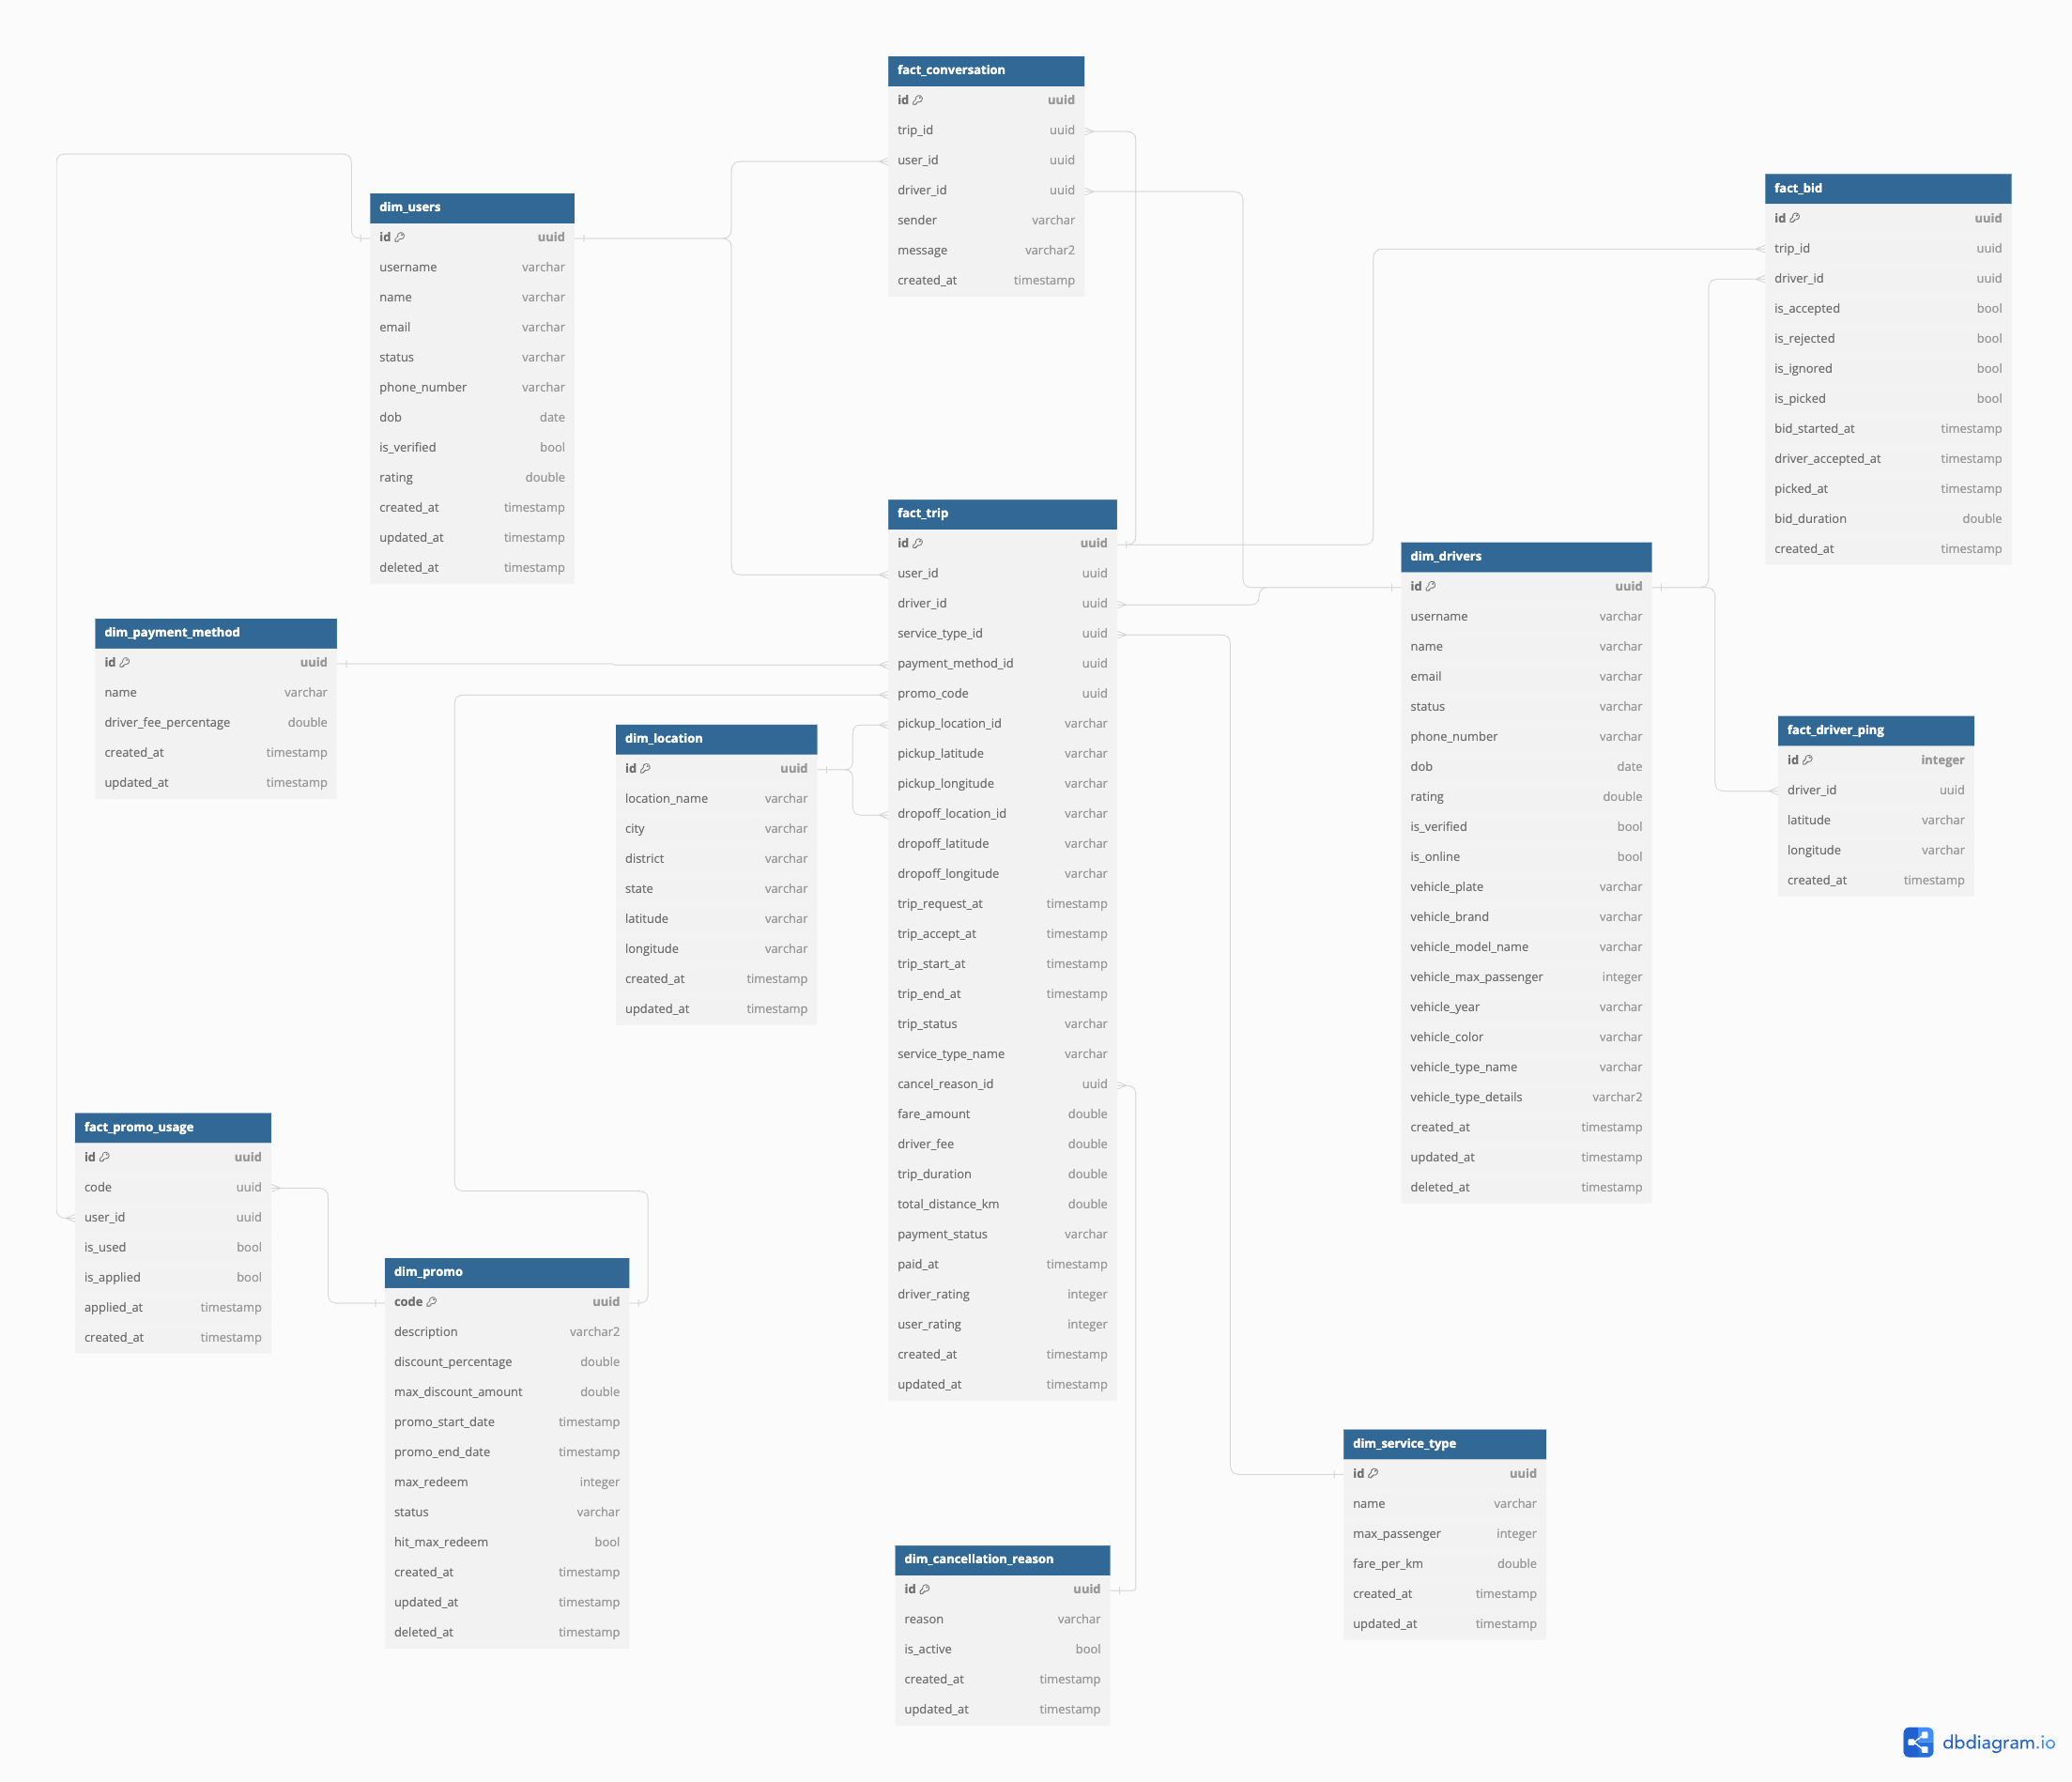 fact_conversation
id uuid
trip_id uuid
user_id uuid
driver_id uuid
sender varchar
message varchar2
created_at timestamp
fact_bid
id uuid
trip_id uuid
driver_id uuid
is_accepted bool
is_rejected bool
is_ignored bool
is_picked bool
bid_started_at timestamp
driver_accepted_at timestamp
picked_at timestamp
bid_duration double
created_at timestamp
dim_users
id uuid
username varchar
name varchar
email varchar
status varchar
phone_number varchar
dob date
is_verified bool
rating double
created_at timestamp
updated_at timestamp
deleted_at timestamp
fact_trip
id uuid
user_id uuid
driver_id uuid
service_type_id uuid
payment_method_id uuid
promo_code uuid
pickup_location_id varchar
pickup_latitude varchar
pickup_longitude varchar
dropoff_location_id varchar
dropoff_latitude varchar
dropoff_longitude varchar
trip_request_at timestamp
trip_accept_at timestamp
trip_start_at timestamp
trip_end_at timestamp
trip_status varchar
service_type_name varchar
cancel_reason_id uuid
fare_amount double
driver_fee double
trip_duration double
total_distance_km double
payment_status varchar
paid_at timestamp
driver_rating integer
user_rating integer
created_at timestamp
updated_at timestamp
dim_drivers
id uuid
username varchar
name varchar
email varchar
status varchar
phone_number varchar
dob date
rating double
is_verified bool
is_online bool
vehicle_plate varchar
vehicle_brand varchar
vehicle_model_name varchar
vehicle_max_passenger integer
vehicle_year varchar
vehicle_color varchar
vehicle_type_name varchar
vehicle_type_details varchar2
created_at timestamp
updated_at timestamp
deleted_at timestamp
dim_payment_method
id uuid
name varchar
driver_fee_percentage double
created_at timestamp
updated_at timestamp
dim_location
id uuid
location_name varchar
city varchar
district varchar
state varchar
latitude varchar
longitude varchar
created_at timestamp
updated_at timestamp
fact_driver_ping
id integer
driver_id uuid
latitude varchar
longitude varchar
created_at timestamp
fact_promo_usage
id uuid
code uuid
user_id uuid
is_used bool
is_applied bool
applied_at timestamp
created_at timestamp
dim_promo
code uuid
description varchar2
discount_percentage double
max_discount_amount double
promo_start_date timestamp
promo_end_date timestamp
max_redeem integer
status varchar
hit_max_redeem bool
created_at timestamp
updated_at timestamp
deleted_at timestamp
dim_service_type
id uuid
name varchar
max_passenger integer
fare_per_km double
created_at timestamp
updated_at timestamp
dim_cancellation_reason
id uuid
reason varchar
is_active bool
created_at timestamp
updated_at timestamp
dbdiagram.io